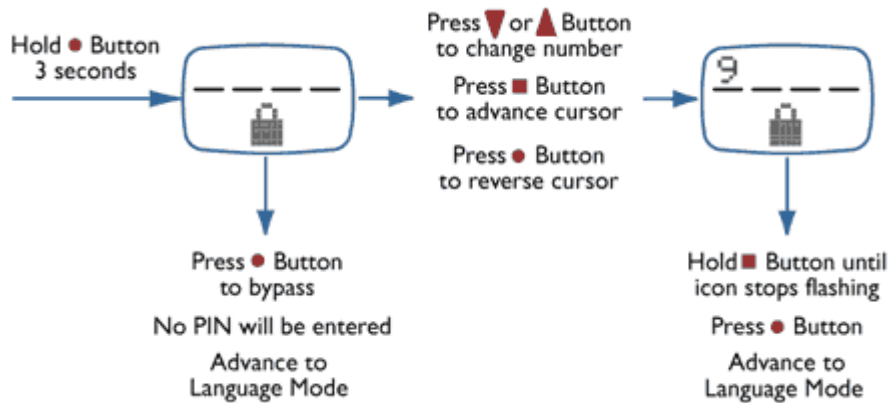 Hold ● Button
3 seconds
Press ▼ or ▲ Button
to change number
Press ■ Button
to advance cursor
Press ● Button
to reverse cursor
9
Press ● Button
to bypass
No PIN will be entered
Advance to
Language Mode
Hold ■ Button until
icon stops flashing
Press ● Button
Advance to
Language Mode